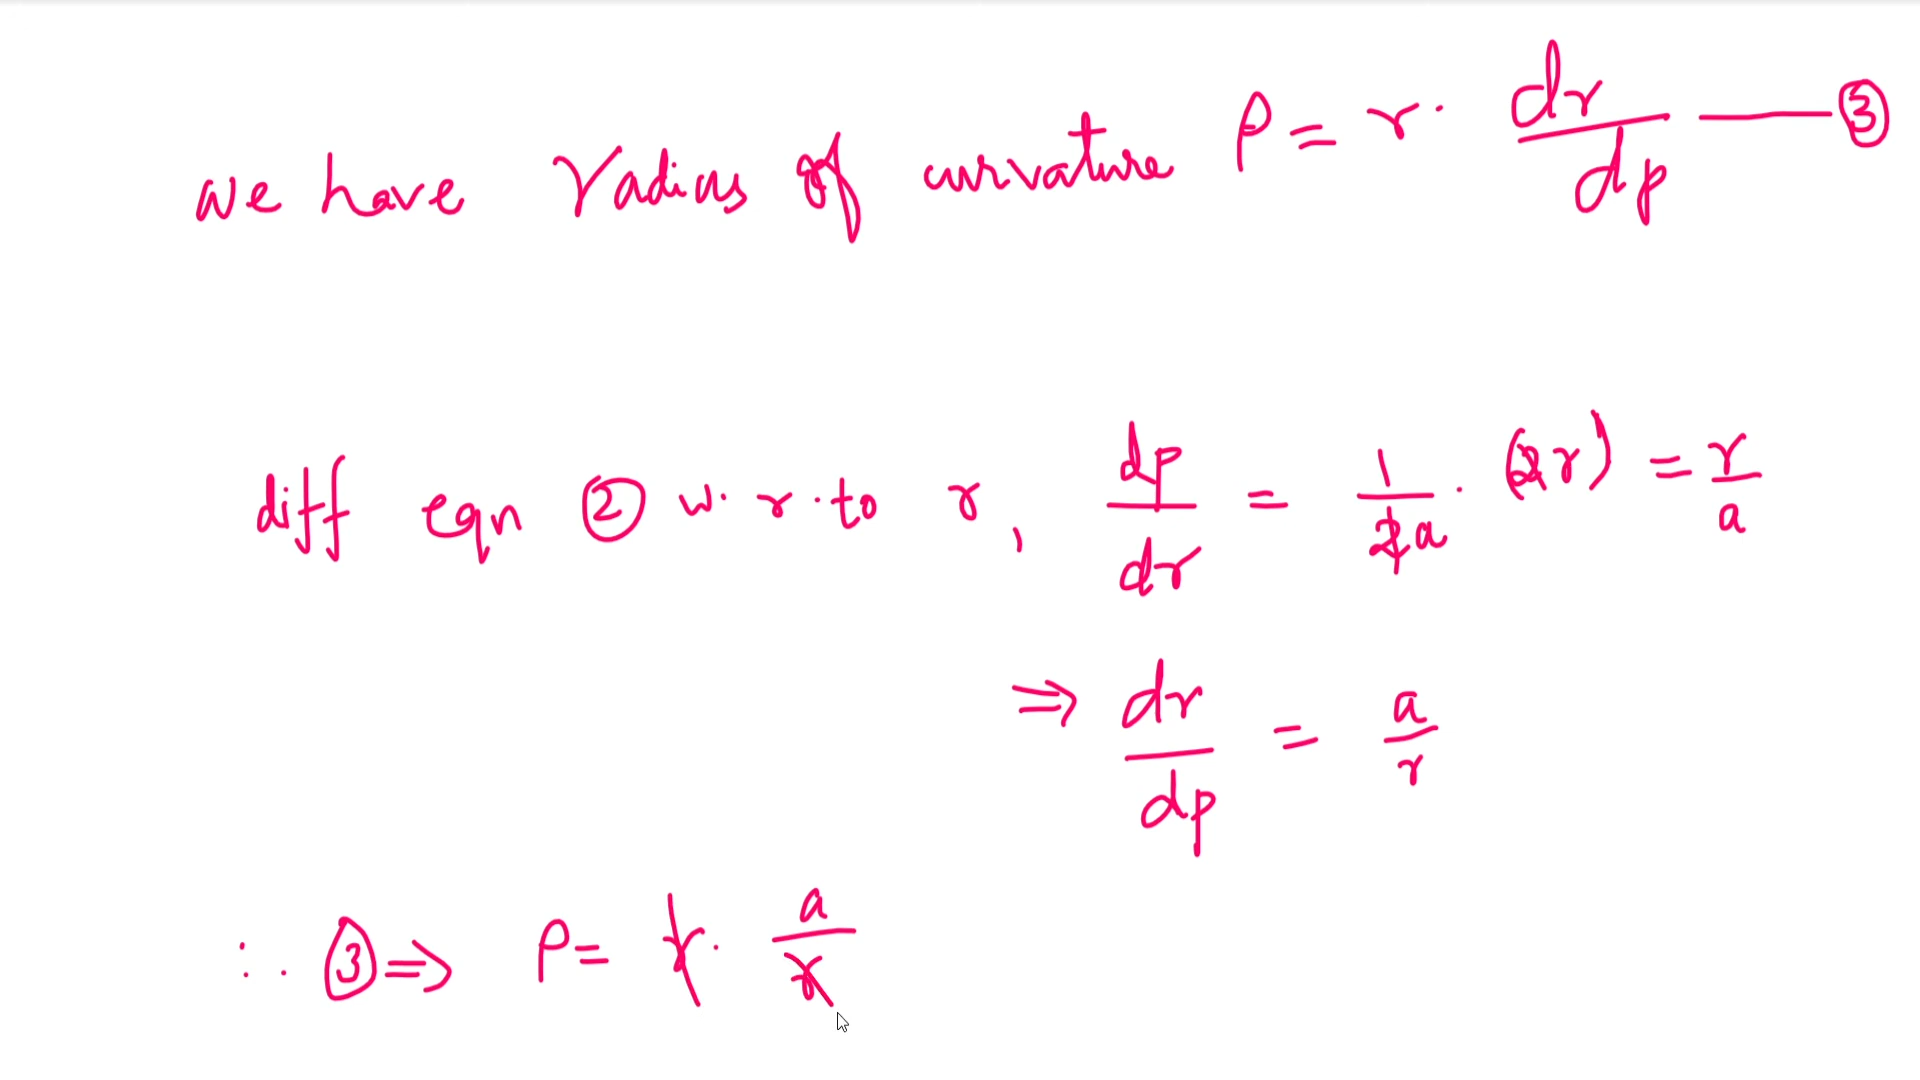 we have radius of curvature ρ = r. dr/dp ——— ③
diff eqn ② w.r.to r, dp/dr = 1/2a . (2r) = r/a
⇒ dr/dp = a/r
∴ ③ ⇒ ρ = r. a/r